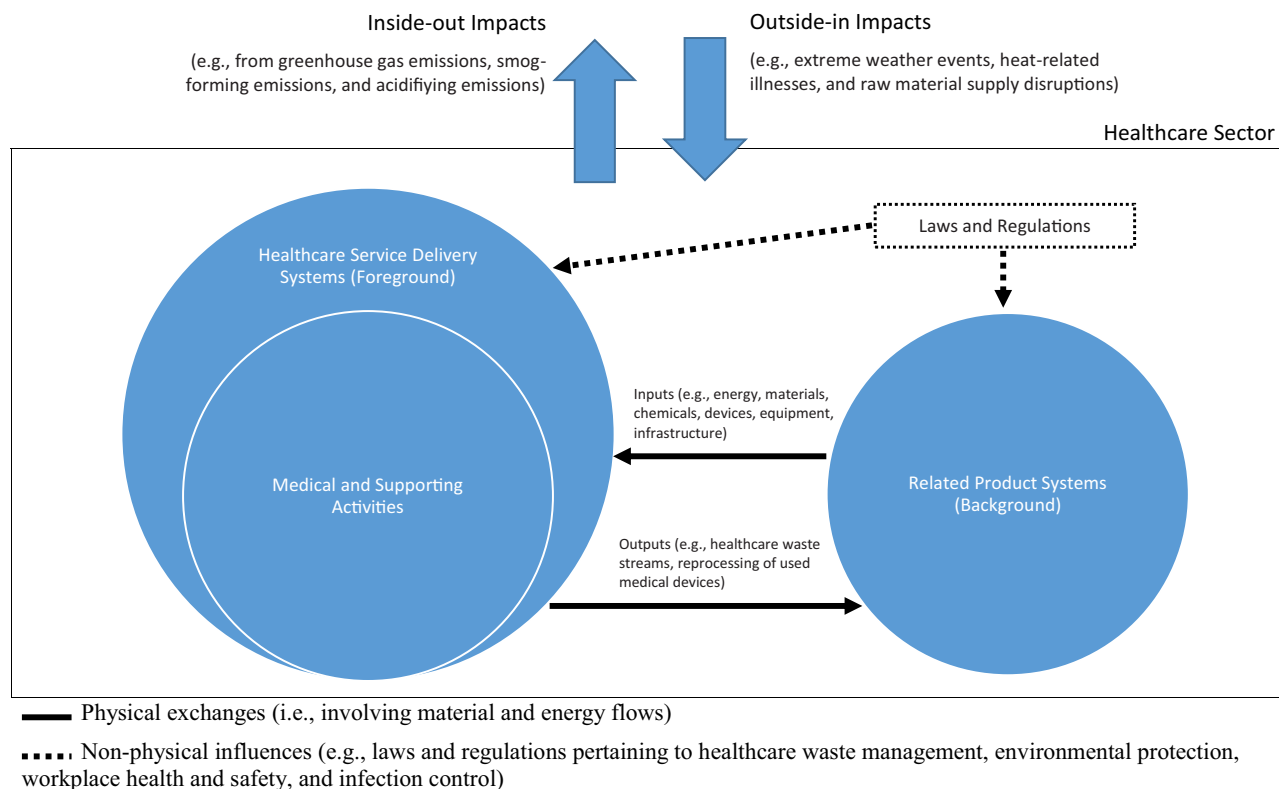 Inside-out Impacts
(e.g., from greenhouse gas emissions, smog-
forming emissions, and acidifiying emissions)
Outside-in Impacts
(e.g., extreme weather events, heat-related
illnesses, and raw material supply disruptions)
Healthcare Sector
Healthcare Service Delivery
Systems (Foreground)
Laws and Regulations
Inputs (e.g., energy, materials,
chemicals, devices, equipment,
infrastructure)
Medical and Supporting
Activities
Related Product Systems
(Background)
Outputs (e.g., healthcare waste
streams, reprocessing of used
medical devices)
Physical exchanges (i.e., involving material and energy flows)
Non-physical influences (e.g., laws and regulations pertaining to healthcare waste management, environmental protection,
workplace health and safety, and infection control)